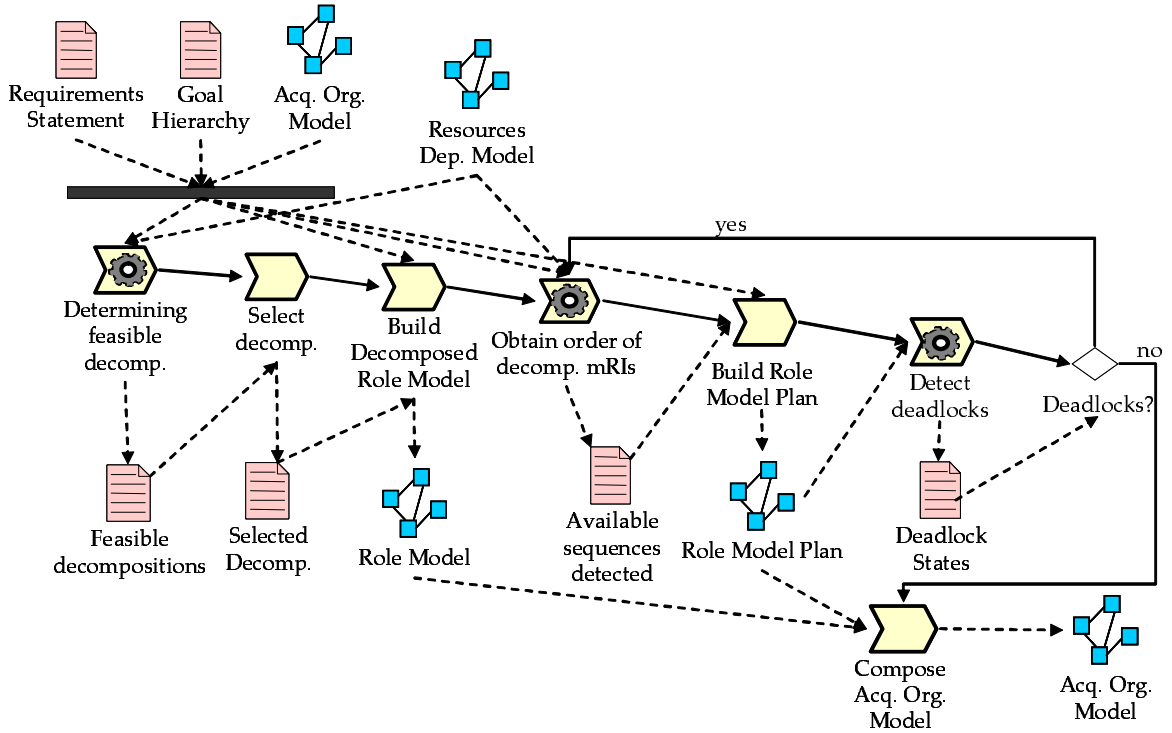 Requirements
Statement
Goal
Hierarchy
Acq. Org.
Model
Resources
Dep. Model
yes
no
Determining
feasible
decomp.
Select
decomp.
Build
Decomposed
Role Model
Obtain order of
decomp. mRIs
Build Role
Model Plan
Detect
deadlocks
Deadlocks?
Feasible
decompositions
Selected
Decomp.
Role Model
Available
sequences
detected
Role Model Plan
Deadlock
States
Compose
Acq. Org.
Model
Acq. Org.
Model